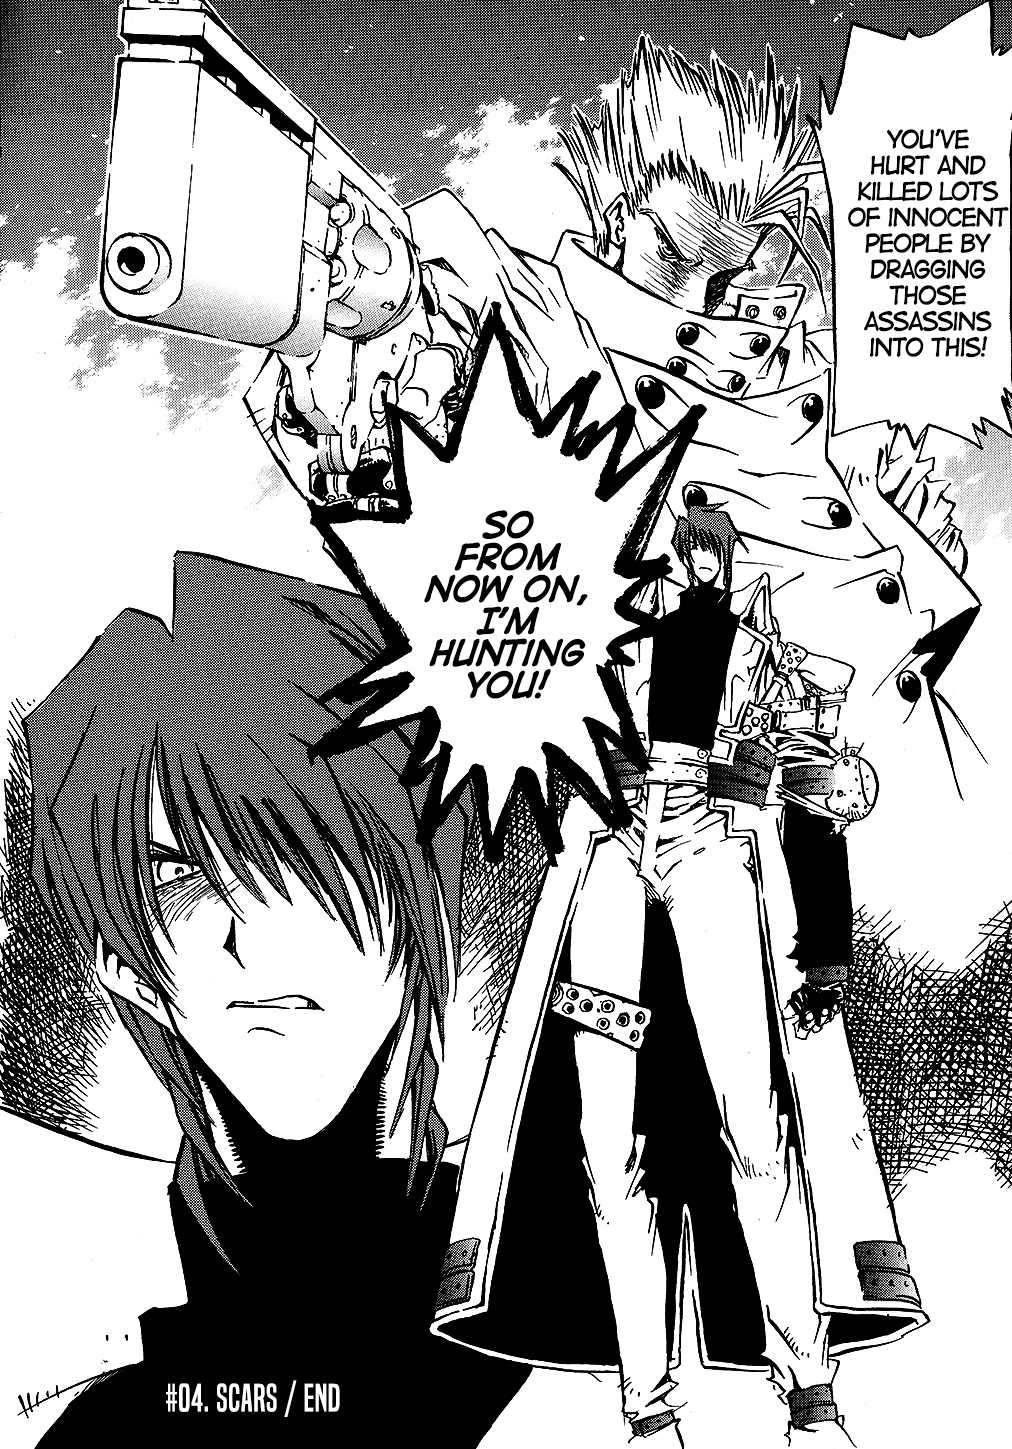 YOU'VE
HURT AND
KILLED LOTS
OF INNOCENT
PEOPLE BY
DRAGGING
THOSE
ASSASSINS
INTO THIS!
SO
FROM
NOW ON,
I'M
HUNTING
YOU!
#04. SCARS / END